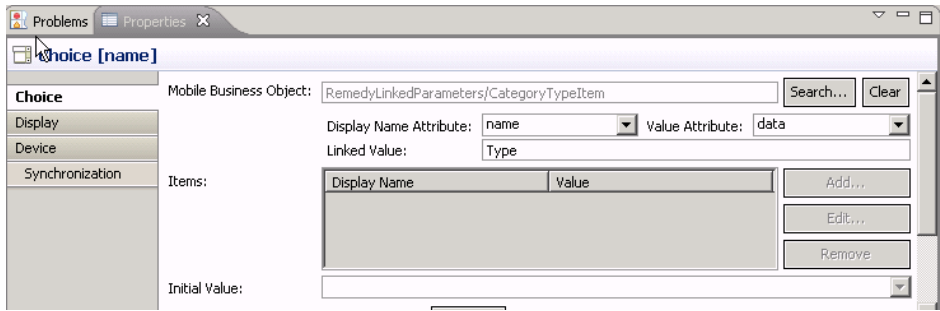 Problems Properties
Choice [name]
Choice
Display
Device
Synchronization
Mobile Business Object: RemedyLinkedParameters/CategoryTypeItem Search... Clear
Display Name Attribute: name Value Attribute: data
Linked Value: Type
Items: Display Name Value Add...
Edit...
Remove
Initial Value: